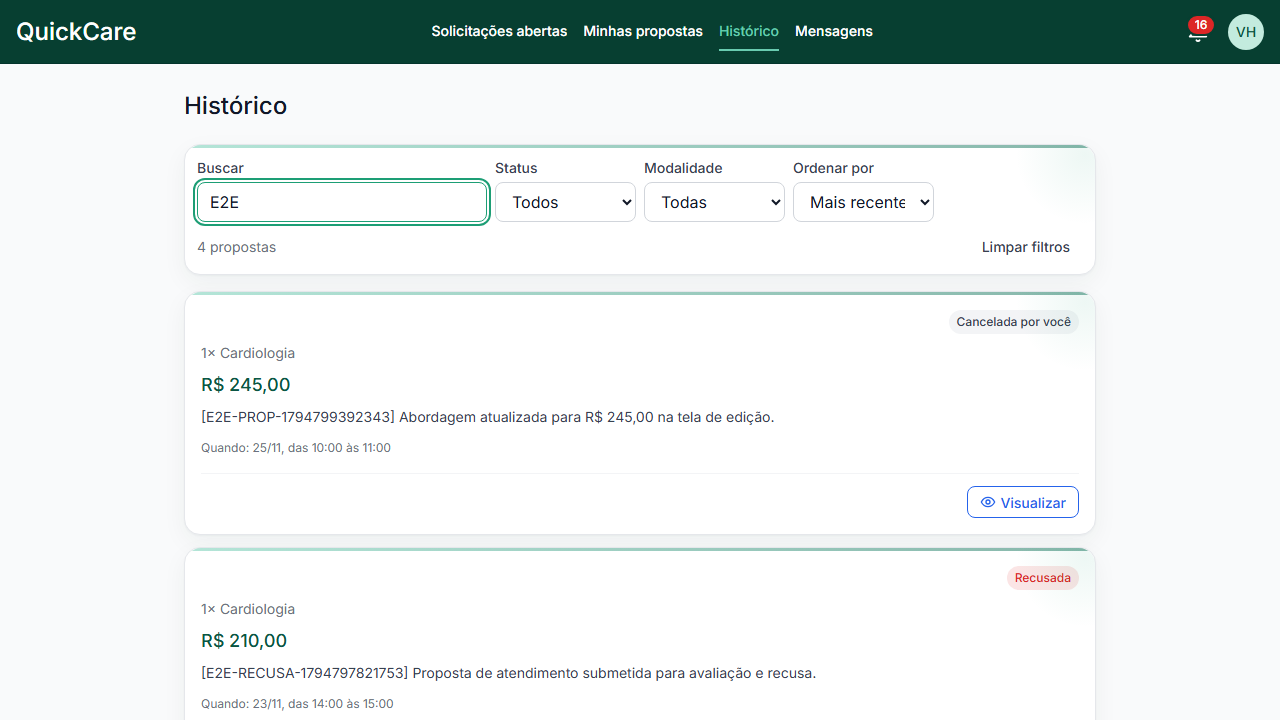 QuickCare
Solicitações abertas Minhas propostas Histórico Mensagens
16
VH
Histórico
Buscar Status Modalidade Ordenar por
E2E Todos Todas Mais recente
4 propostas Limpar filtros
Cancelada por você
1× Cardiologia
R$ 245,00
[E2E-PROP-1794799392343] Abordagem atualizada para R$ 245,00 na tela de edição.
Quando: 25/11, das 10:00 às 11:00
Visualizar
Recusada
1× Cardiologia
R$ 210,00
[E2E-RECUSA-1794797821753] Proposta de atendimento submetida para avaliação e recusa.
Quando: 23/11, das 14:00 às 15:00